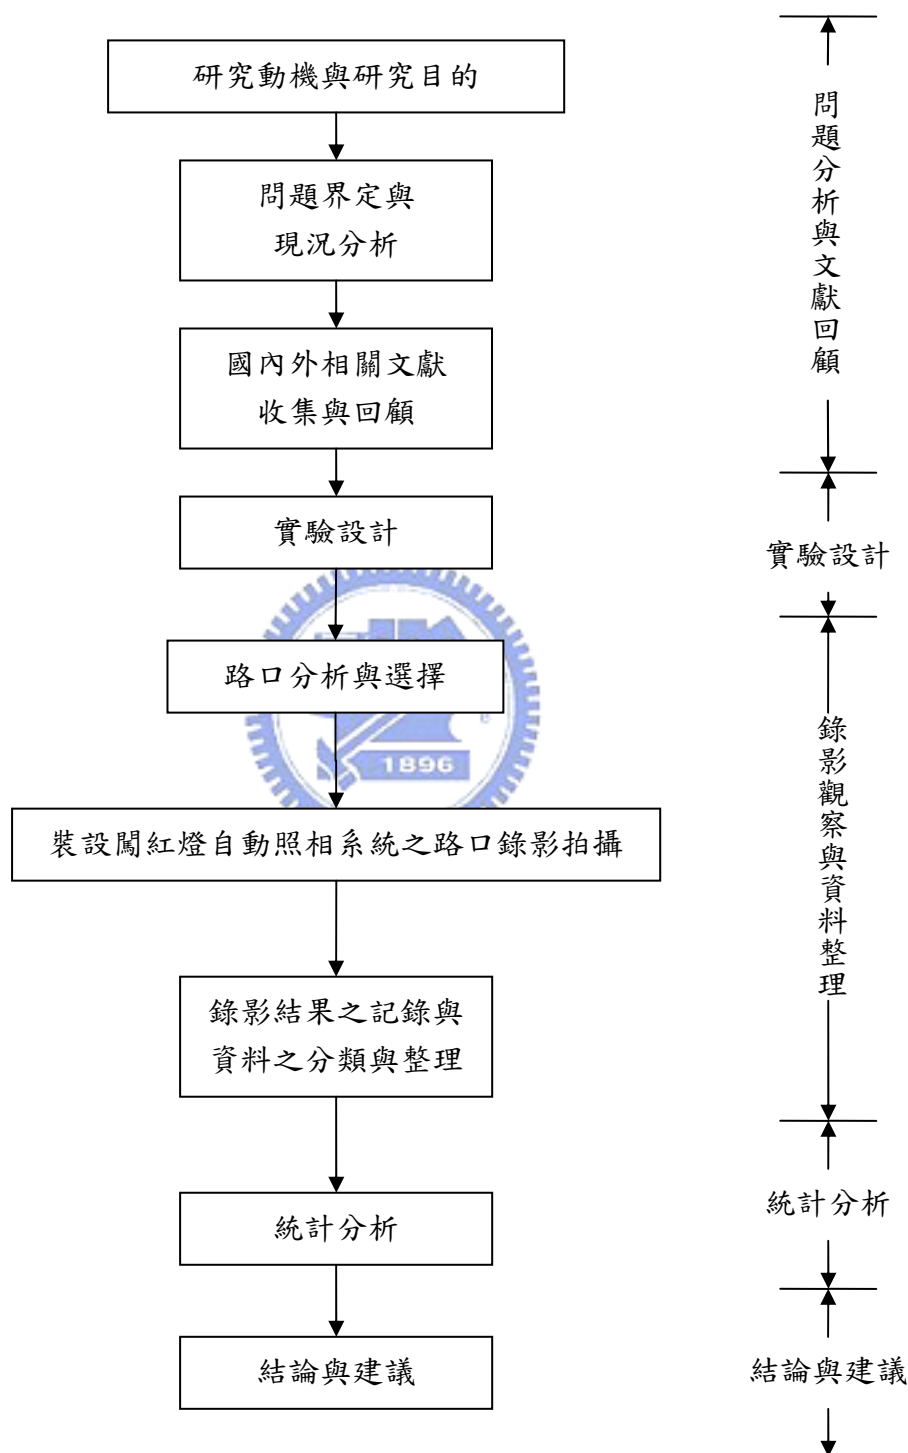 研究動機與研究目的
問題界定與
現況分析
國內外相關文獻
收集與回顧
實驗設計
路口分析與選擇
1896
裝設闖紅燈自動照相系統之路口錄影拍攝
錄影結果之記錄與
資料之分類與整理
統計分析
結論與建議
問題分析與文獻回顧
實驗設計
錄影觀察與資料整理
統計分析
結論與建議